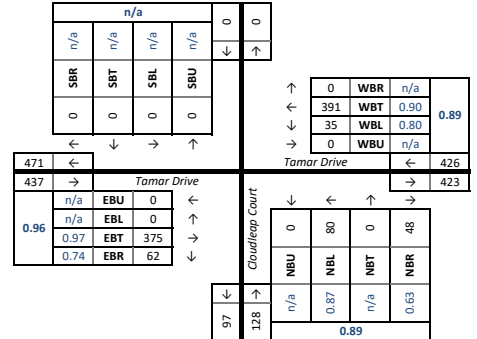 n/a
n/a n/a n/a n/a
SBR SBT SBL SBU
0 0 0 0
← ↓ → ↑
0 0
↓ ↑
↑ 0 WBR n/a
← 391 WBT 0.90
↓ 35 WBL 0.80
→ 0 WBU n/a
0.89
471 ←
Tamar Drive ← 426
437 → Tamar Drive
→ 423
0.96
n/a EBU 0 ←
n/a EBL 0 ↑
0.97 EBT 375 →
0.74 EBR 62 ↓
Cloudleap Court
↓ ← ↑ →
0 80 0 48
NBU NBL NBT NBR
n/a 0.87 n/a 0.63
0.89
↓ ↑
97 128